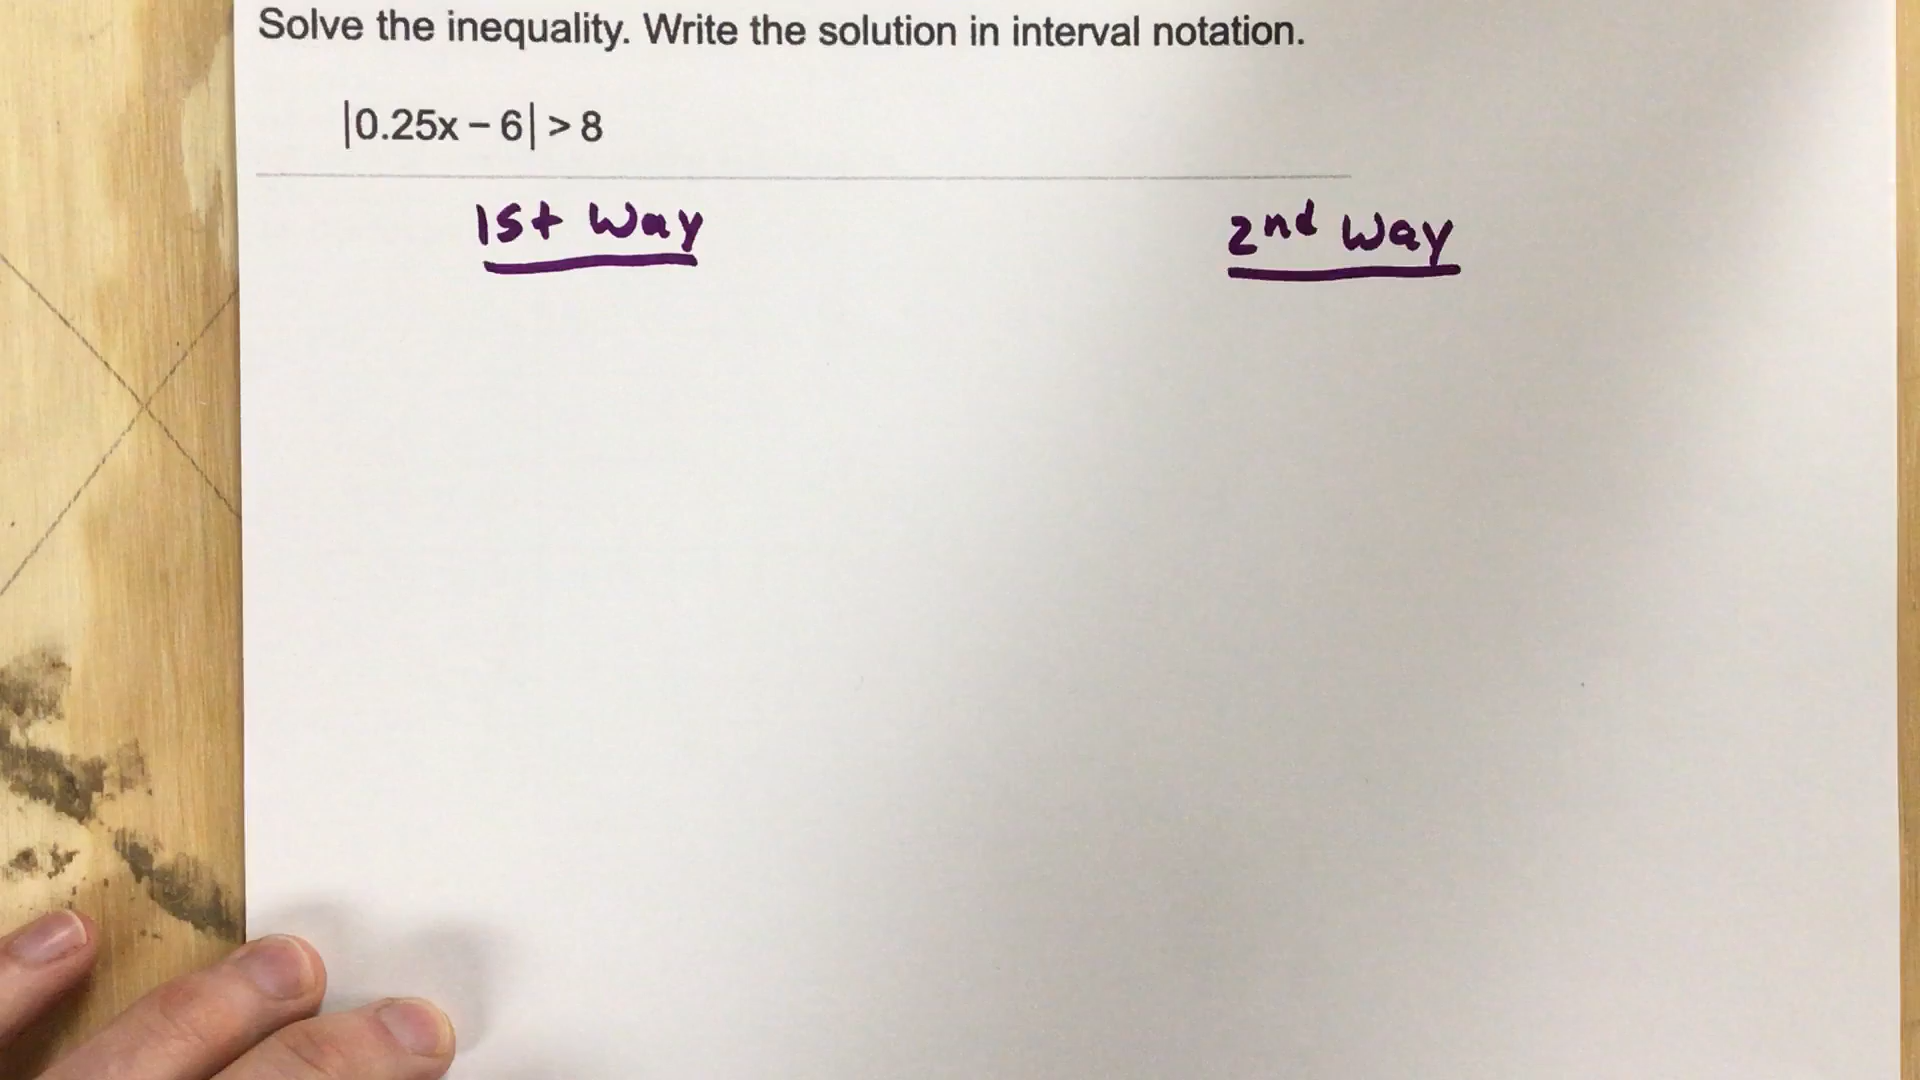 Solve the inequality. Write the solution in interval notation.
|0.25x − 6| > 8
1st Way
2nd Way